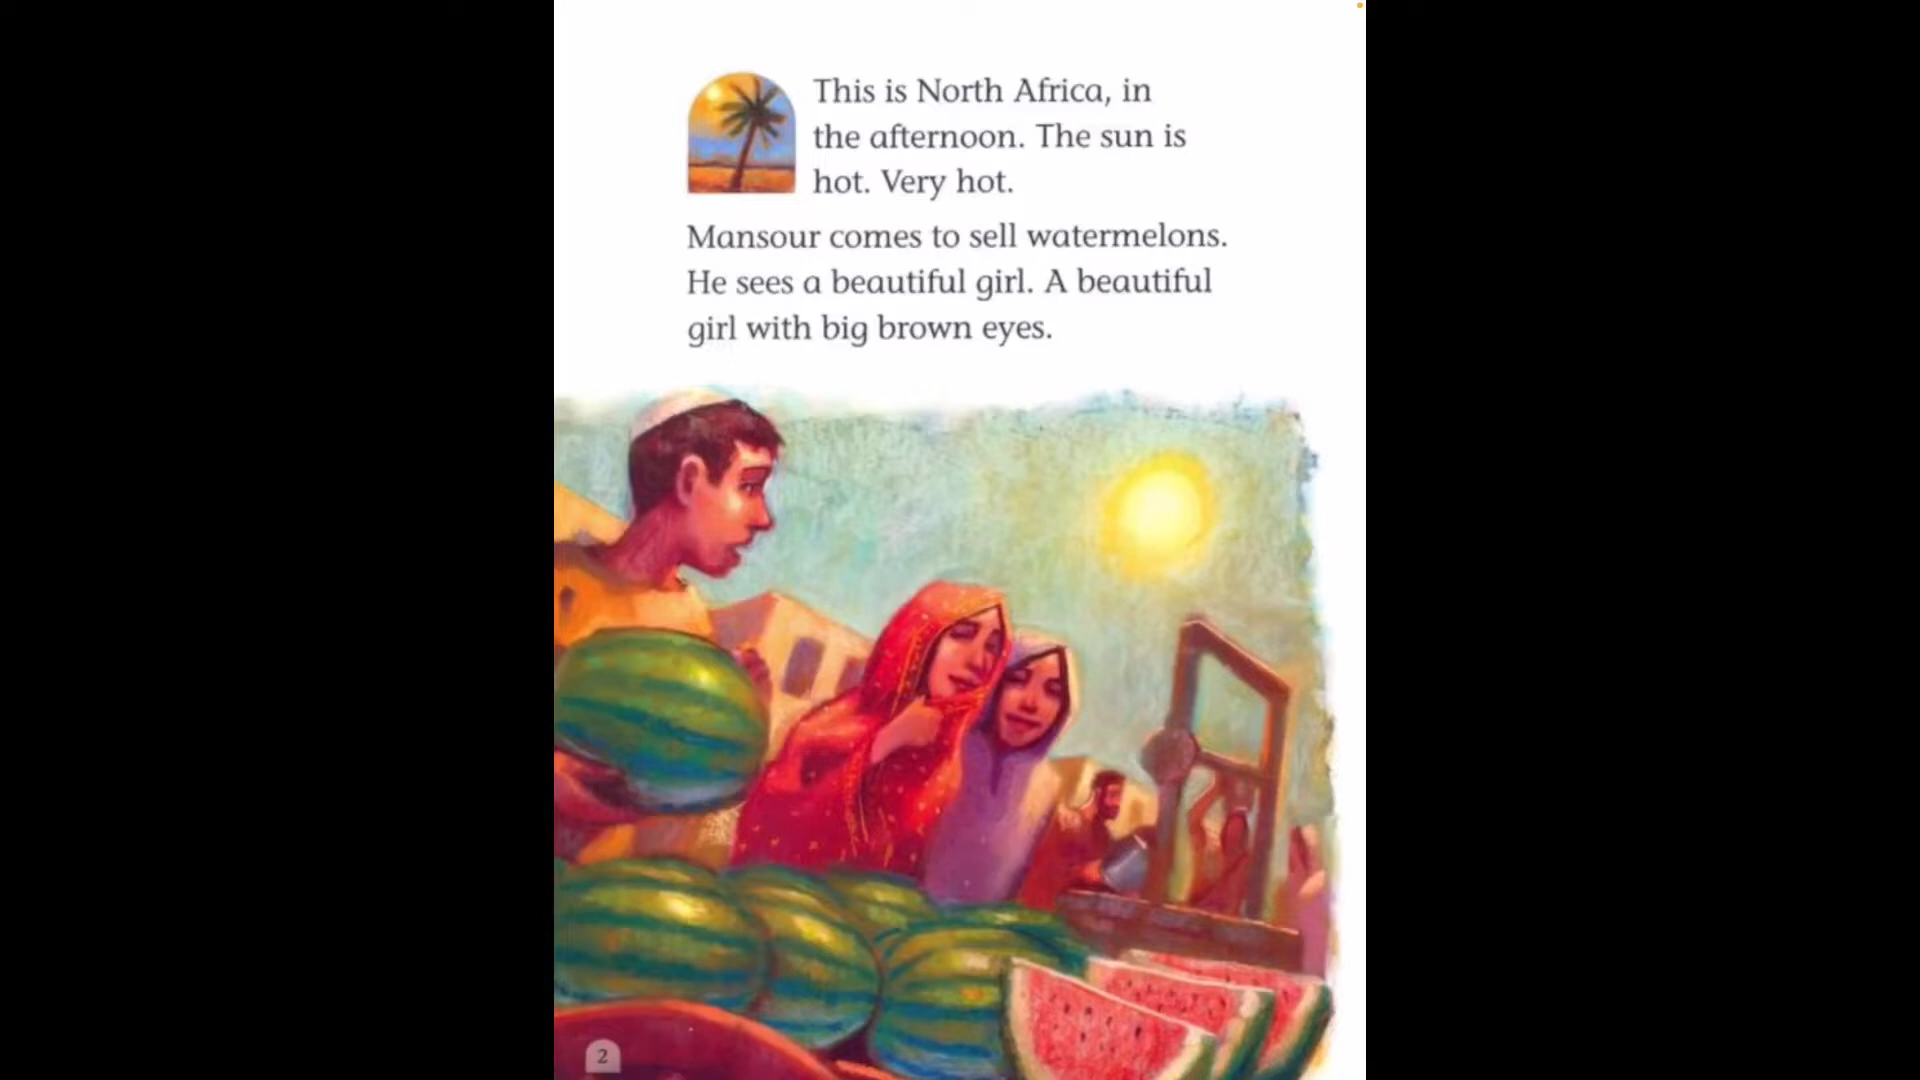 This is North Africa, in
the afternoon. The sun is
hot. Very hot.
Mansour comes to sell watermelons.
He sees a beautiful girl. A beautiful
girl with big brown eyes.
2